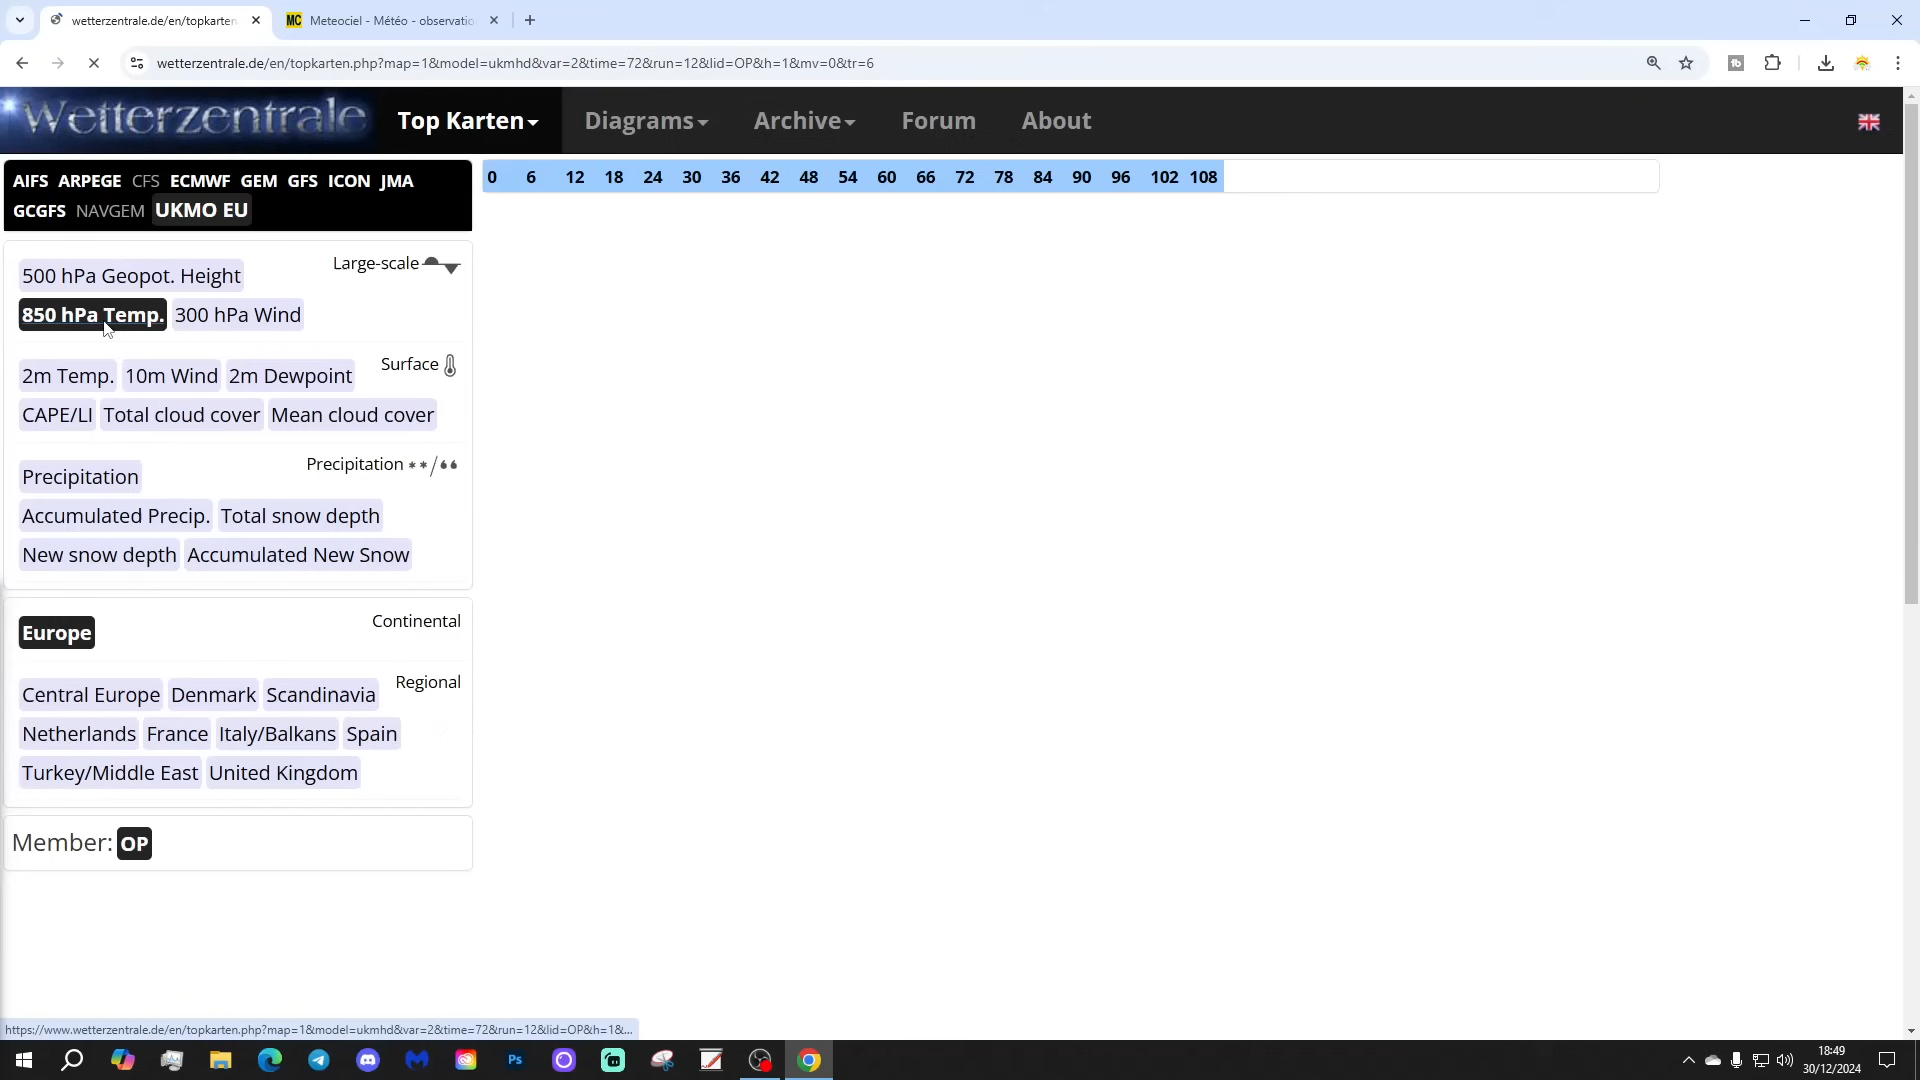 wetterzentrale.de/en/topkarten
Meteociel - Météo - observatio
wetterzentrale.de/en/topkarten.php?map=1&model=ukmhd&var=2&time=72&run=12&lid=OP&h=1&mv=0&tr=6
Wetterzentrale Top Karten Diagrams Archive Forum About
AIFS ARPEGE CFS ECMWF GEM GFS ICON JMA
GCGFS NAVGEM UKMO EU
0 6 12 18 24 30 36 42 48 54 60 66 72 78 84 90 96 102 108
Large-scale
500 hPa Geopot. Height
850 hPa Temp. 300 hPa Wind
Surface
2m Temp. 10m Wind 2m Dewpoint
CAPE/LI Total cloud cover Mean cloud cover
Precipitation
Precipitation
Accumulated Precip. Total snow depth
New snow depth Accumulated New Snow
Continental
Europe
Regional
Central Europe Denmark Scandinavia
Netherlands France Italy/Balkans Spain
Turkey/Middle East United Kingdom
Member: OP
https://www.wetterzentrale.de/en/topkarten.php?map=1&model=ukmhd&var=2&time=72&run=12&lid=OP&h=1&...
18:49
30/12/2024